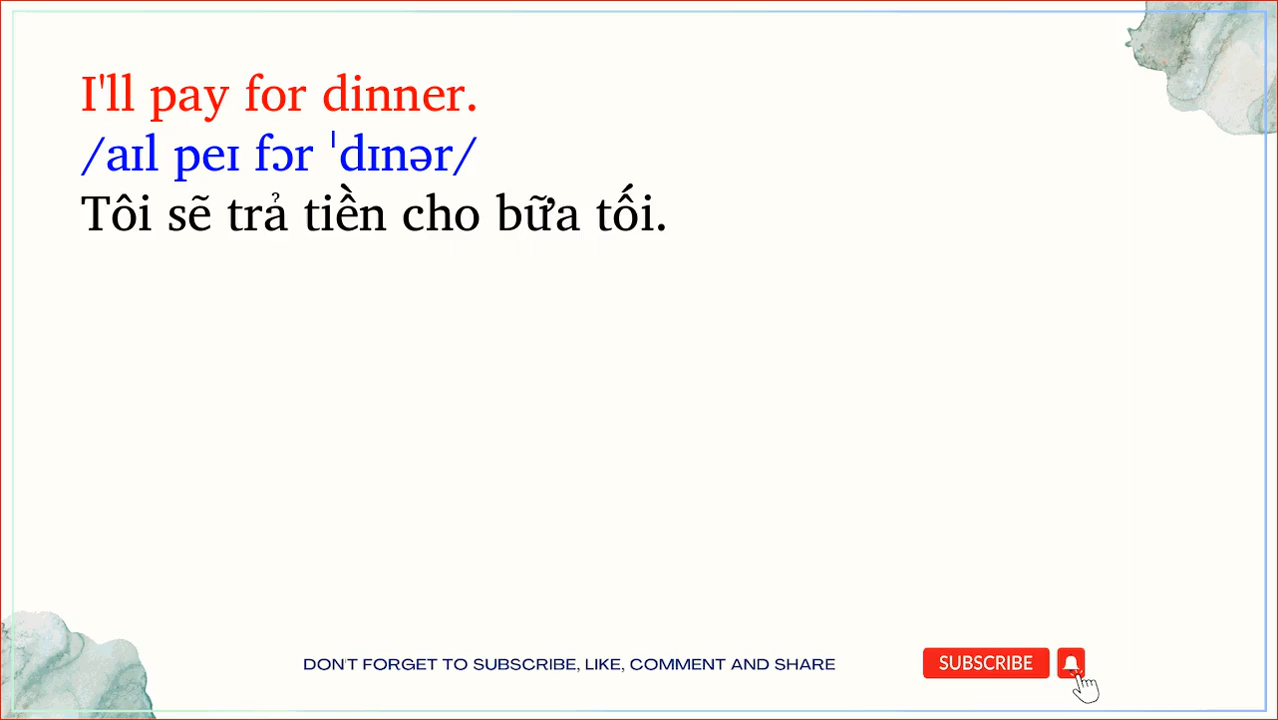 I'll pay for dinner.
/aɪl peɪ fɔr ˈdɪnər/
Tôi sẽ trả tiền cho bữa tối.
DON'T FORGET TO SUBSCRIBE, LIKE, COMMENT AND SHARE
SUBSCRIBE